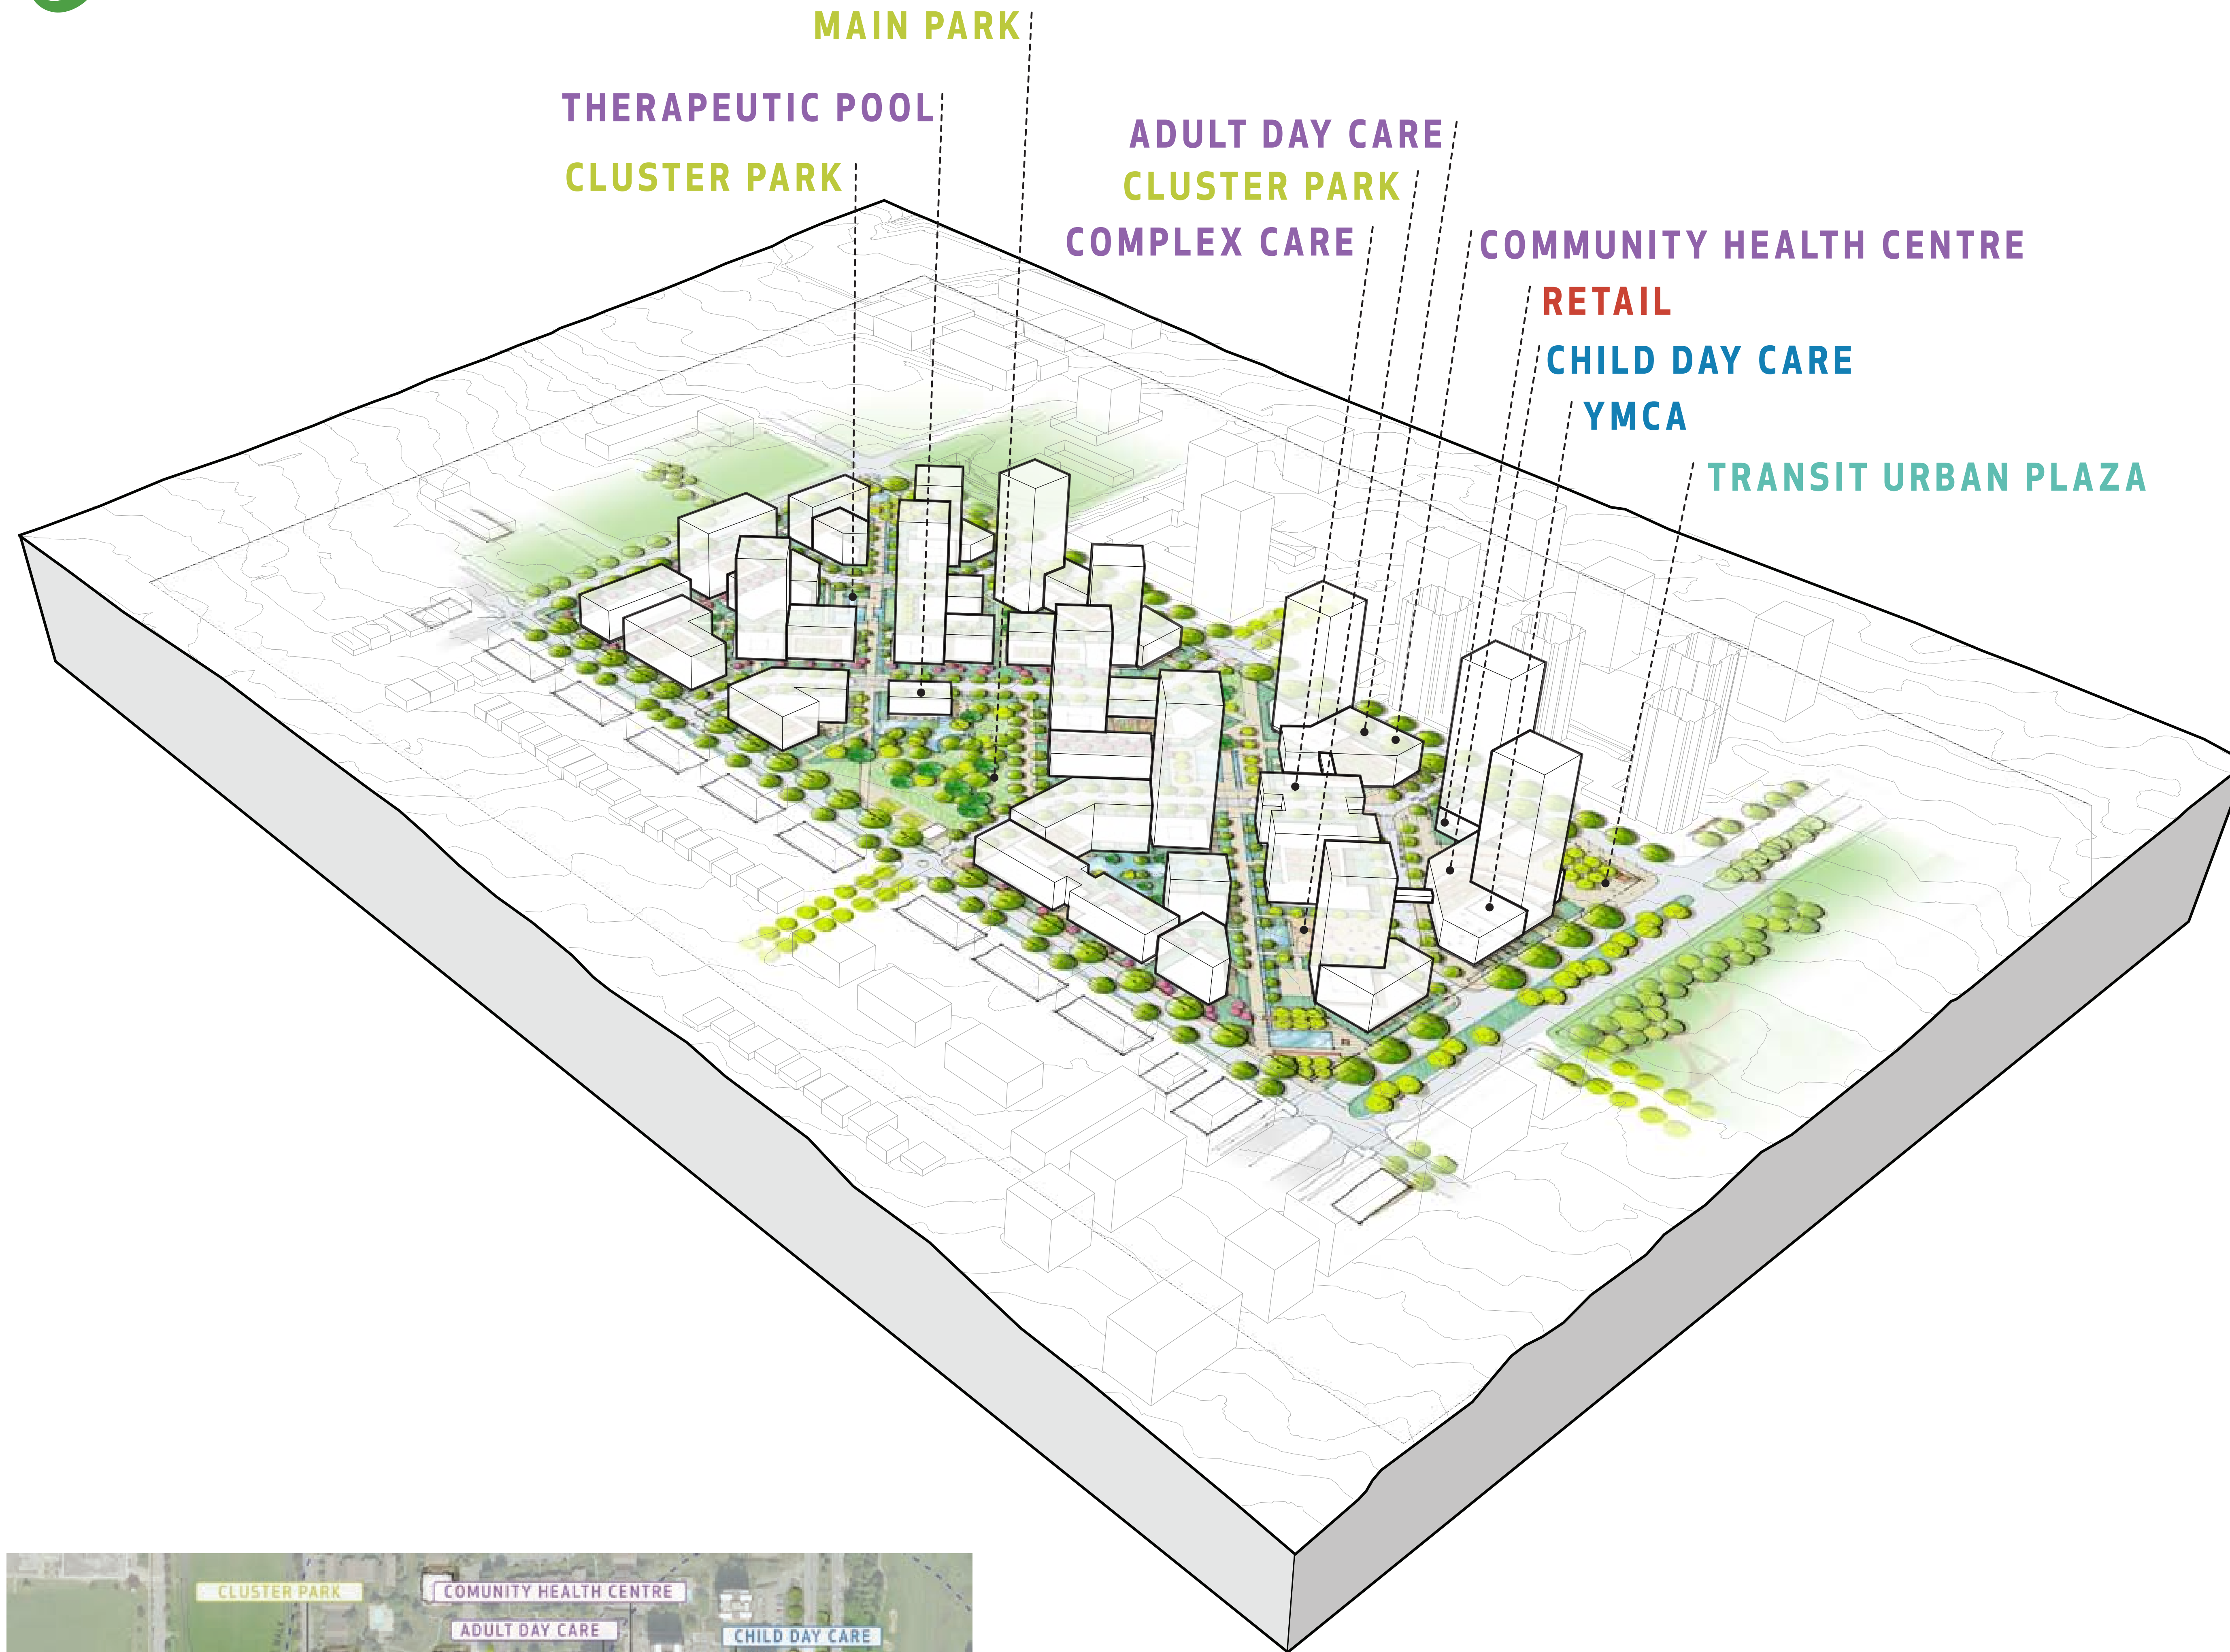 MAIN PARK
THERAPEUTIC POOL
CLUSTER PARK
ADULT DAY CARE
CLUSTER PARK
COMPLEX CARE
COMMUNITY HEALTH CENTRE
RETAIL
CHILD DAY CARE
YMCA
TRANSIT URBAN PLAZA
CLUSTER PARK
COMUNITY HEALTH CENTRE
ADULT DAY CARE
CHILD DAY CARE